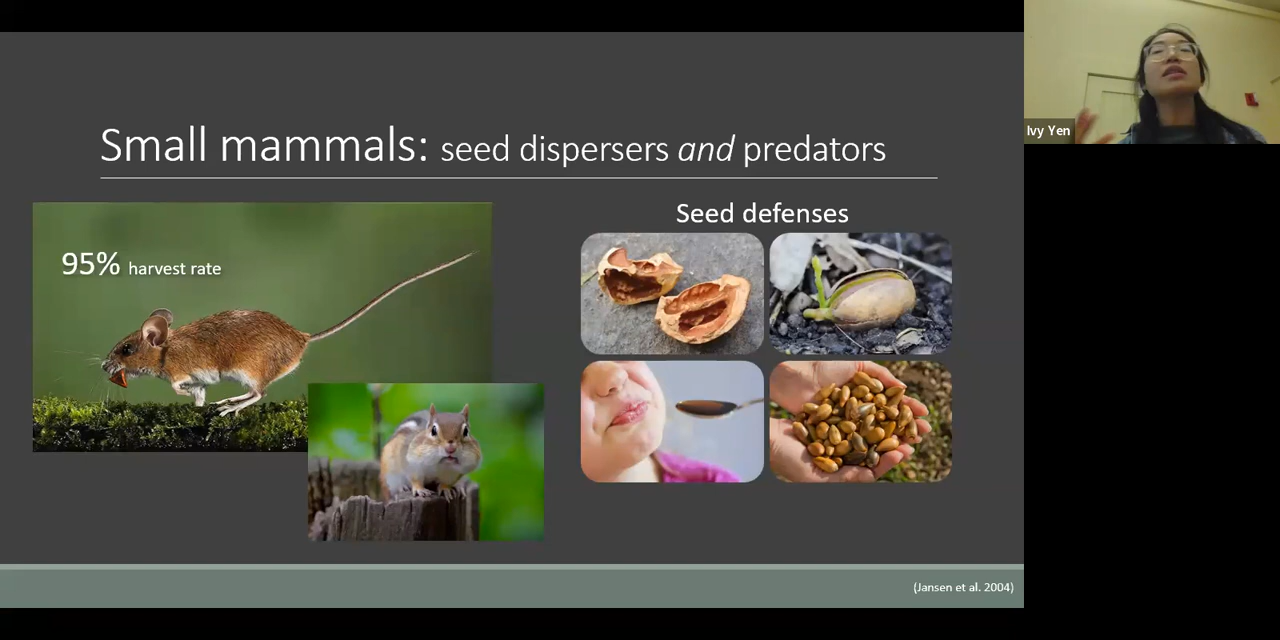 Small mammals: seed dispersers and predators
95% harvest rate
Seed defenses
(Jansen et al. 2004)
Ivy Yen